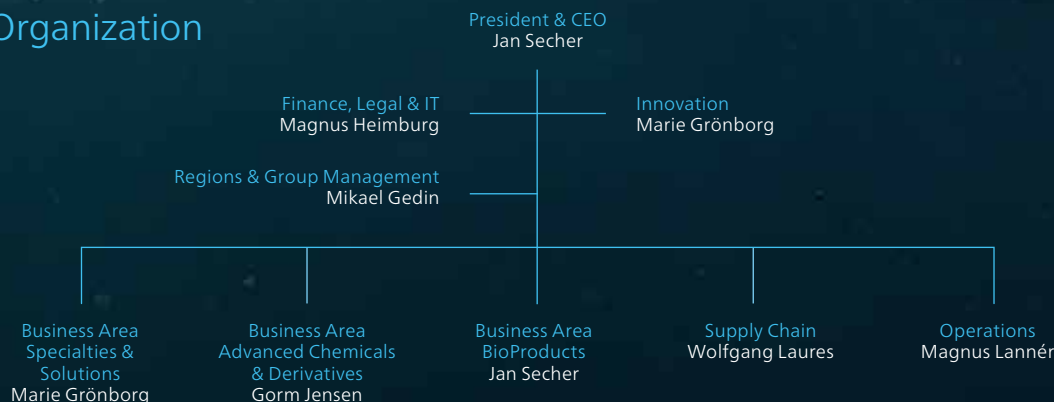 Organization
President & CEO
Jan Secher
Finance, Legal & IT
Magnus Heimburg
Innovation
Marie Grönborg
Regions & Group Management
Mikael Gedin
Business Area
Specialties &
Solutions
Marie Grönborg
Business Area
Advanced Chemicals
& Derivatives
Gorm Jensen
Business Area
BioProducts
Jan Secher
Supply Chain
Wolfgang Laures
Operations
Magnus Lannér